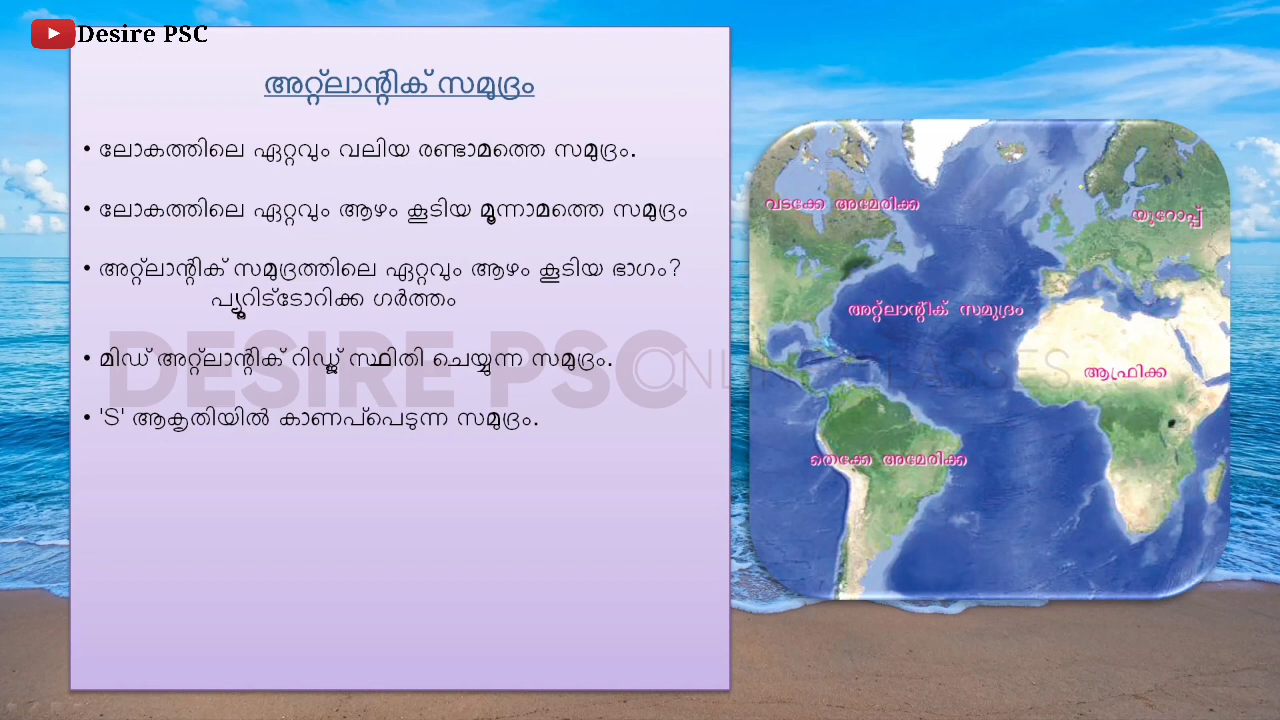 Desire PSC
അറ്റ്ലാന്റിക് സമുദ്രം
• ലോകത്തിലെ ഏറ്റവും വലിയ രണ്ടാമത്തെ സമുദ്രം.
• ലോകത്തിലെ ഏറ്റവും ആഴം കൂടിയ മൂന്നാമത്തെ സമുദ്രം
• അറ്റ്ലാന്റിക് സമുദ്രത്തിലെ ഏറ്റവും ആഴം കൂടിയ ഭാഗം?
പ്യൂറിട്ടോറിക്ക ഗർത്തം
• മിഡ് അറ്റ്ലാന്റിക് റിഡ്ജ് സ്ഥിതി ചെയ്യുന്ന സമുദ്രം.
• 'S' ആകൃതിയിൽ കാണപ്പെടുന്ന സമുദ്രം.
DESIRE PSC ONLINE CLASSES
വടക്കേ അമേരിക്ക
യൂറോപ്പ്
അറ്റ്ലാന്റിക് സമുദ്രം
ആഫ്രിക്ക
തെക്കേ അമേരിക്ക